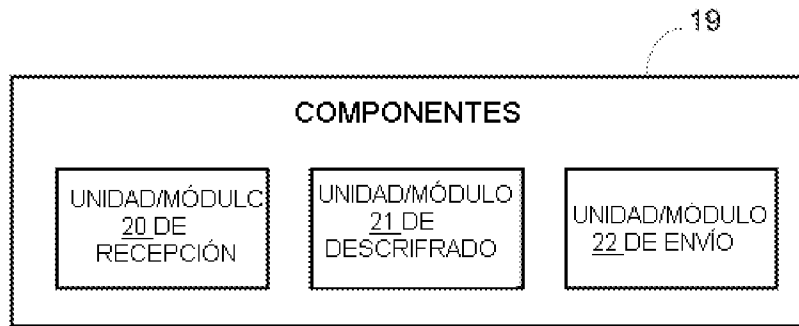 19
COMPONENTES
UNIDAD/MÓDULC
20 DE
RECEPCIÓN
UNIDAD/MÓDULO
21 DE
DESCRIFRADO
UNIDAD/MÓDULO
22 DE ENVÍO